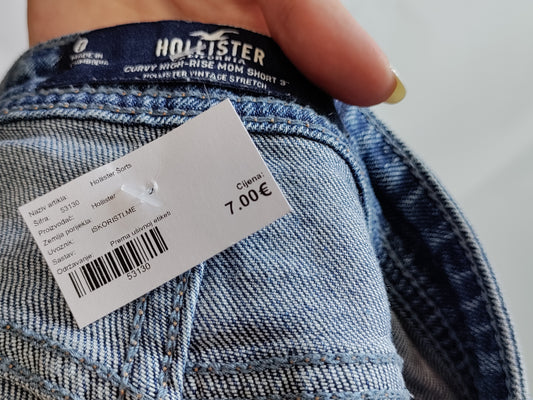 HOLLISTER
CALIFORNIA
CURVY HIGH-RISE MOM SHORT 3"
HOLLISTER VINTAGE STRETCH
0
MADE IN
Naziv artikla: Hollister Šorts
Šifra: 53130
Proizvođač: Hollister
Zemlja porijekla:
Uvoznik: ISKORISTI.ME
Sastav:
Održavanje: Prema ušivnoj etiketi
53130
Cijena:
7.00€